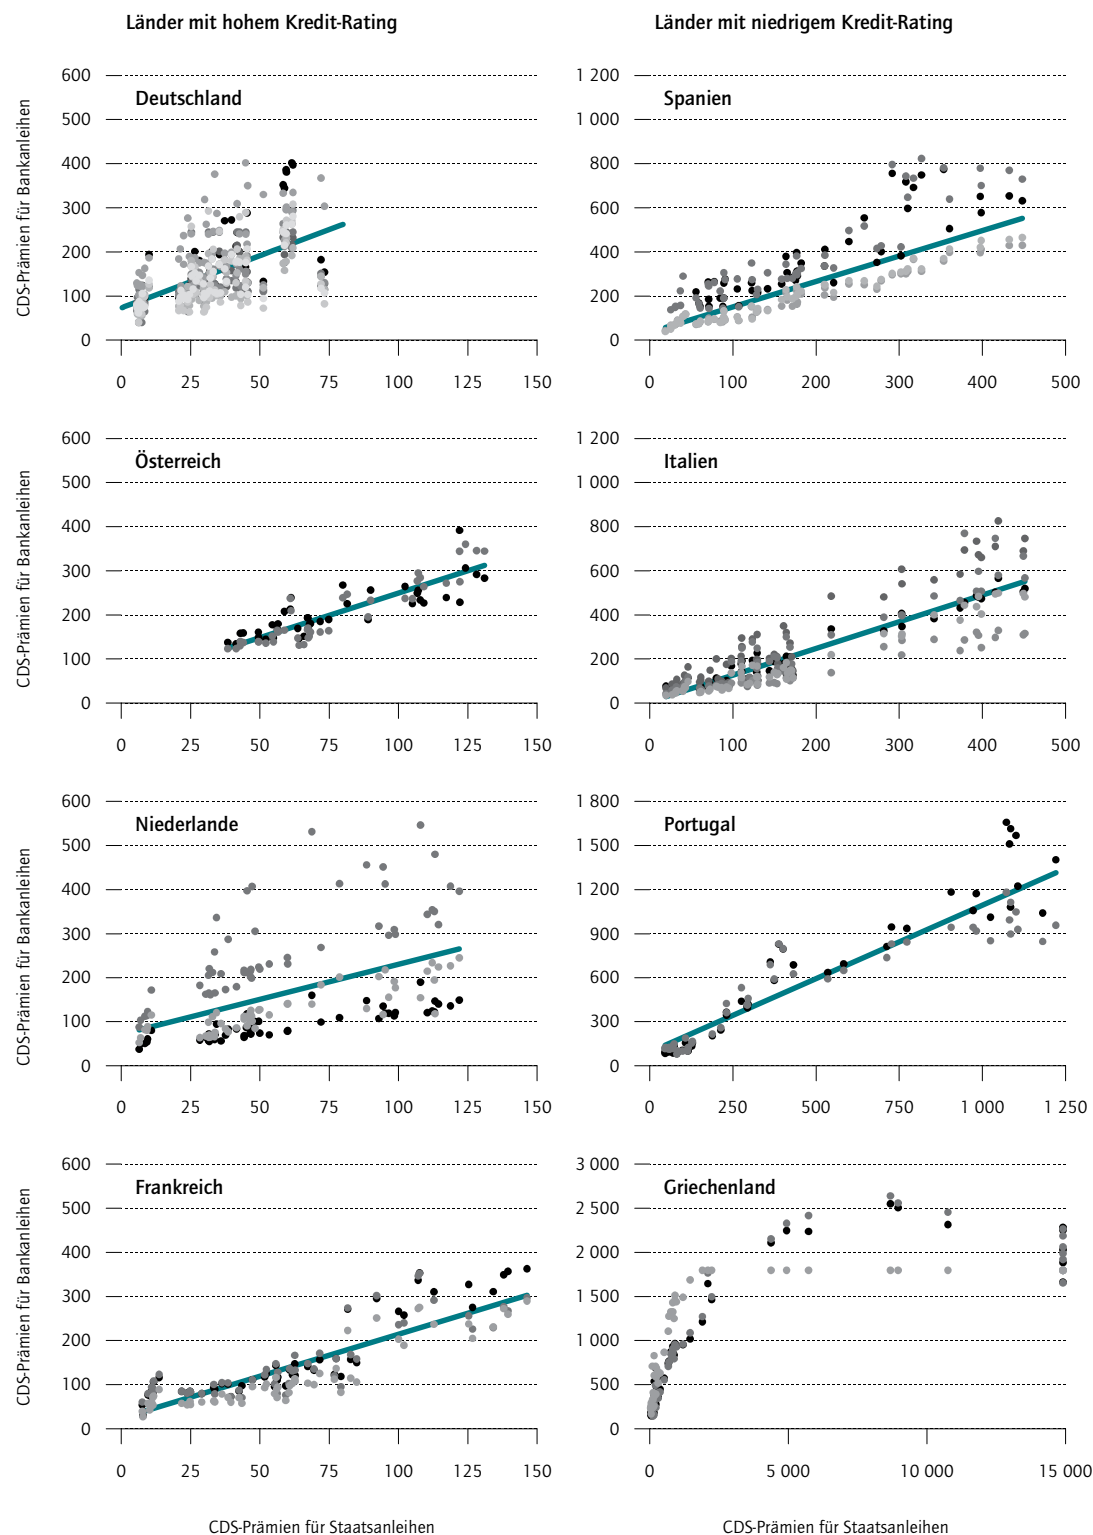 Länder mit hohem Kredit-Rating
Länder mit niedrigem Kredit-Rating
CDS-Prämien für Bankanleihen
600
500
400
300
200
100
0
Deutschland
0 25 50 75 100 125 150
1 200
1 000
800
600
400
200
0
Spanien
0 100 200 300 400 500
CDS-Prämien für Bankanleihen
600
500
400
300
200
100
0
Österreich
0 25 50 75 100 125 150
1 200
1 000
800
600
400
200
0
Italien
0 100 200 300 400 500
CDS-Prämien für Bankanleihen
600
500
400
300
200
100
0
Niederlande
0 25 50 75 100 125 150
1 800
1 500
1 200
900
600
300
0
Portugal
0 250 500 750 1 000 1 250
CDS-Prämien für Bankanleihen
600
500
400
300
200
100
0
Frankreich
0 25 50 75 100 125 150
3 000
2 500
2 000
1 500
1 000
500
0
Griechenland
0 5 000 10 000 15 000
CDS-Prämien für Staatsanleihen
CDS-Prämien für Staatsanleihen